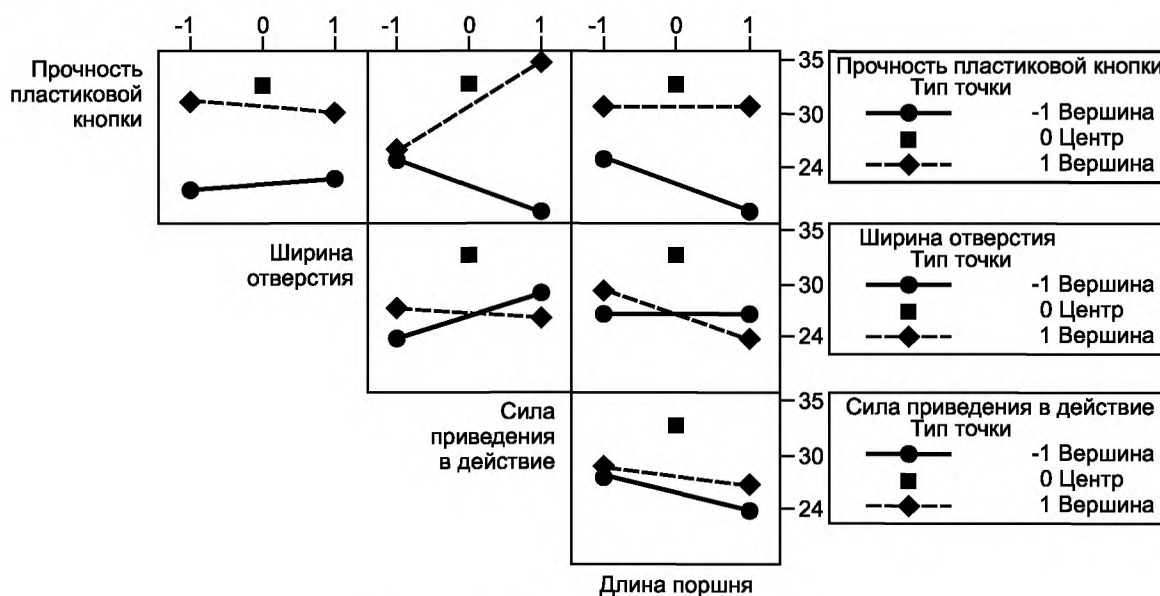 -1 0 1 -1 0 1 -1 0 1
Прочность
пластиковой
кнопки
35
30
24
Прочность пластиковой кнопки
Тип точки
-1 Вершина
0 Центр
1 Вершина
Ширина
отверстия
35
30
24
Ширина отверстия
Тип точки
-1 Вершина
0 Центр
1 Вершина
Сила
приведения
в действие
35
30
24
Сила приведения в действие
Тип точки
-1 Вершина
0 Центр
1 Вершина
Длина поршня